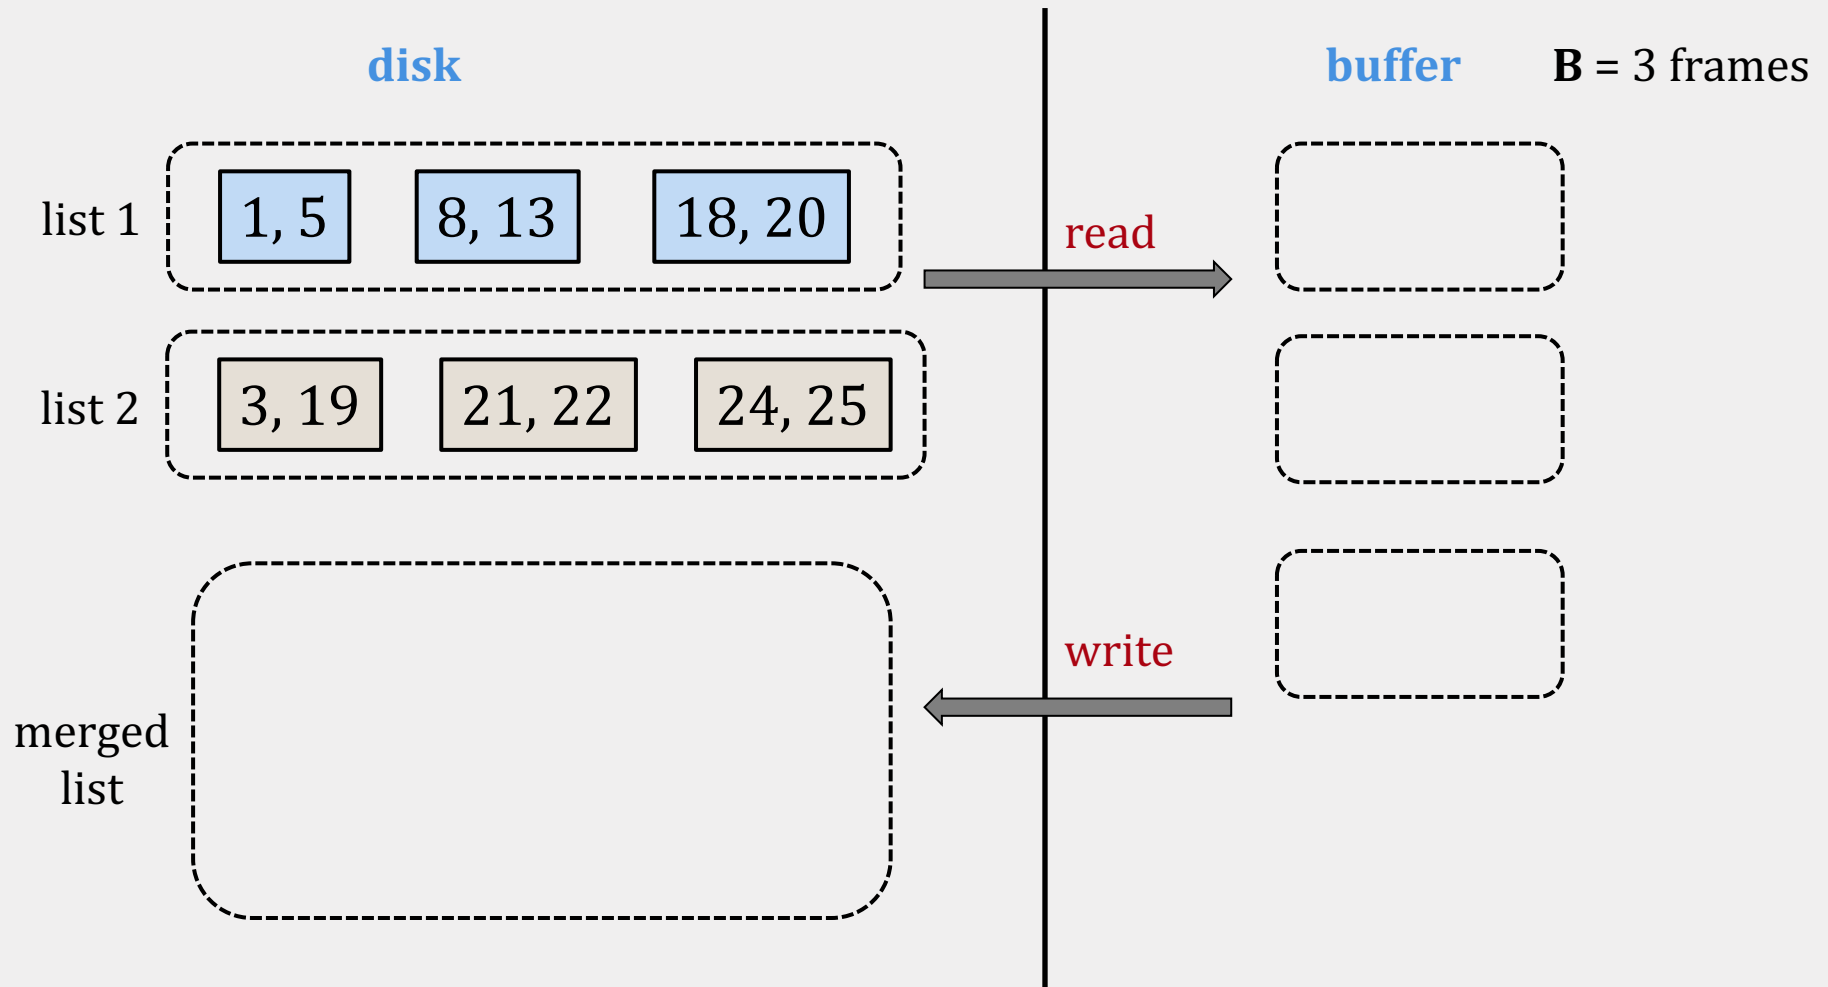 disk
buffer
B = 3 frames
list 1
1, 5
8, 13
18, 20
read
list 2
3, 19
21, 22
24, 25
write
merged
list